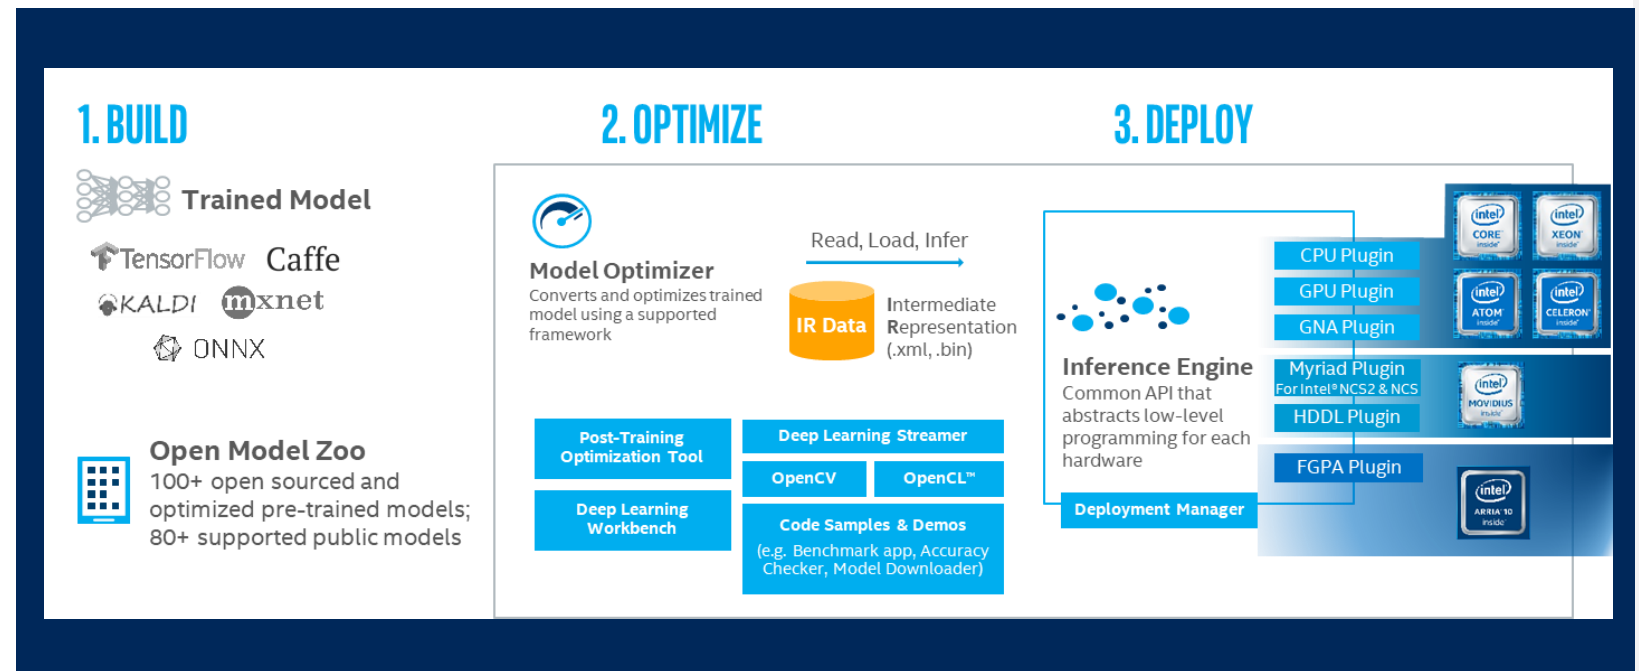 1. BUILD
Trained Model
TensorFlow
Caffe
KALDI
mxnet
ONNX
Open Model Zoo
100+ open sourced and
optimized pre-trained models;
80+ supported public models
2. OPTIMIZE
Model Optimizer
Converts and optimizes trained
model using a supported
framework
Read, Load, Infer
IR Data
Intermediate
Representation
(.xml, .bin)
Post-Training
Optimization Tool
Deep Learning
Workbench
Deep Learning Streamer
OpenCV
OpenCL™
Code Samples & Demos
(e.g. Benchmark app, Accuracy
Checker, Model Downloader)
3. DEPLOY
Inference Engine
Common API that
abstracts low-level
programming for each
hardware
Deployment Manager
CPU Plugin
GPU Plugin
GNA Plugin
Myriad Plugin
For Intel® NCS2 & NCS
HDDL Plugin
FGPA Plugin
intel
CORE
inside
intel
XEON
inside
intel
ATOM
inside
intel
CELERON
inside
intel
MOVIDIUS
inside
intel
ARRIA 10
inside